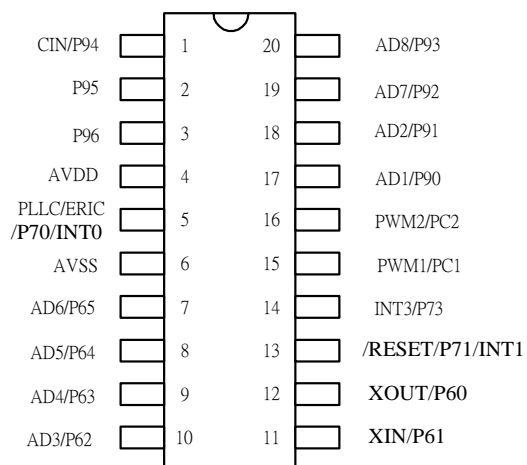 CIN/P94 1 20 AD8/P93
P95 2 19 AD7/P92
P96 3 18 AD2/P91
AVDD 4 17 AD1/P90
PLLC/ERIC
/P70/INT0 5 16 PWM2/PC2
AVSS 6 15 PWM1/PC1
AD6/P65 7 14 INT3/P73
AD5/P64 8 13 /RESET/P71/INT1
AD4/P63 9 12 XOUT/P60
AD3/P62 10 11 XIN/P61